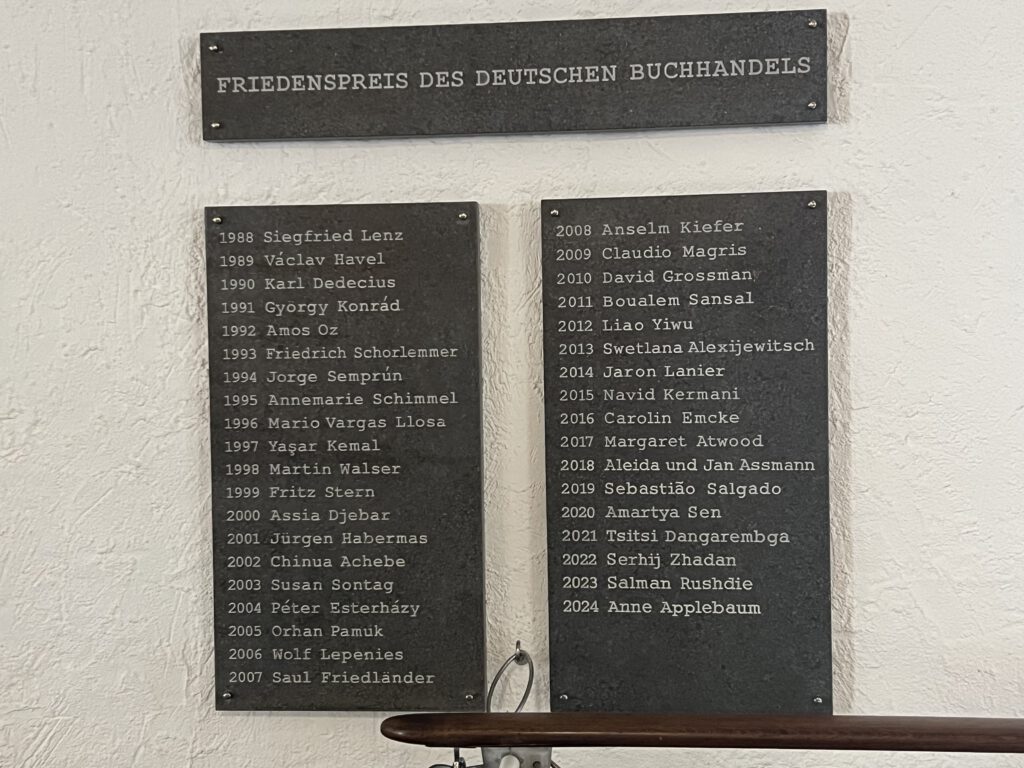 FRIEDENSPREIS DES DEUTSCHEN BUCHHANDELS
1988 Siegfried Lenz
1989 Václav Havel
1990 Karl Dedecius
1991 György Konrád
1992 Amos Oz
1993 Friedrich Schorlemmer
1994 Jorge Semprún
1995 Annemarie Schimmel
1996 Mario Vargas Llosa
1997 Yaşar Kemal
1998 Martin Walser
1999 Fritz Stern
2000 Assia Djebar
2001 Jürgen Habermas
2002 Chinua Achebe
2003 Susan Sontag
2004 Péter Esterházy
2005 Orhan Pamuk
2006 Wolf Lepenies
2007 Saul Friedländer
2008 Anselm Kiefer
2009 Claudio Magris
2010 David Grossman
2011 Boualem Sansal
2012 Liao Yiwu
2013 Swetlana Alexijewitsch
2014 Jaron Lanier
2015 Navid Kermani
2016 Carolin Emcke
2017 Margaret Atwood
2018 Aleida und Jan Assmann
2019 Sebastião Salgado
2020 Amartya Sen
2021 Tsitsi Dangarembga
2022 Serhij Zhadan
2023 Salman Rushdie
2024 Anne Applebaum